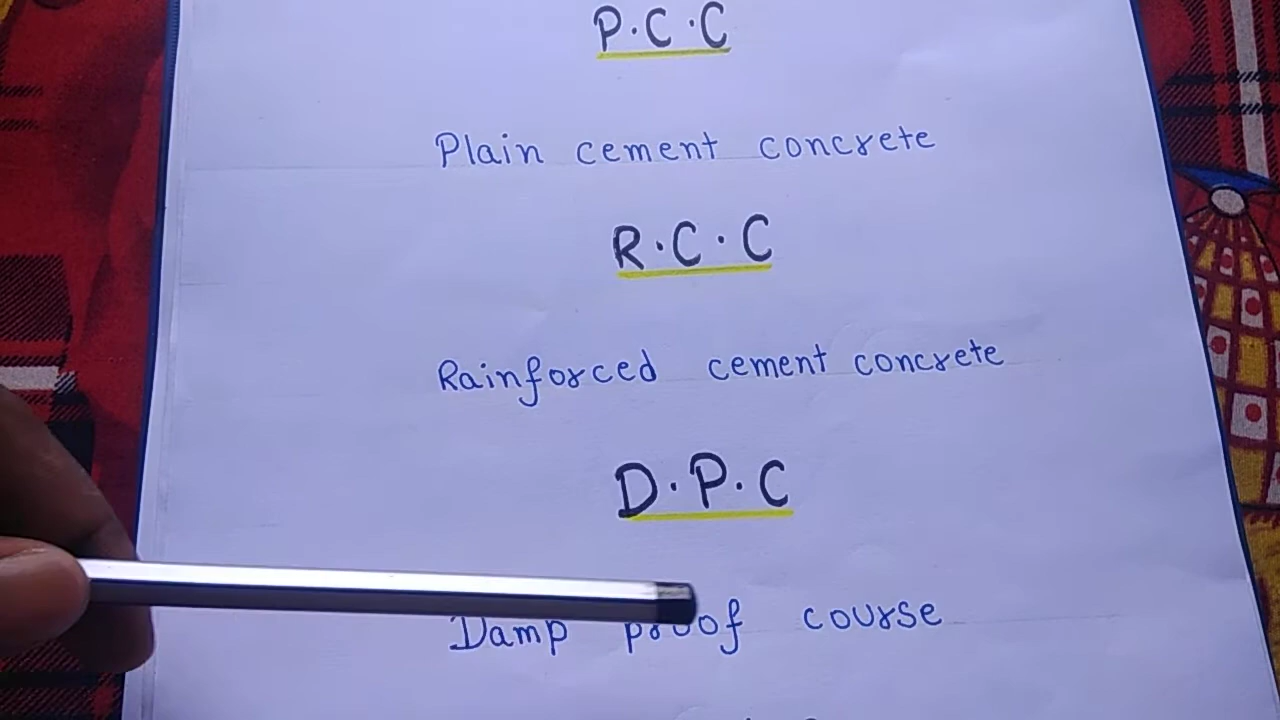 P.C.C
Plain cement concrete
R.C.C
Rainforced cement concrete
D.P.C
Damp proof course